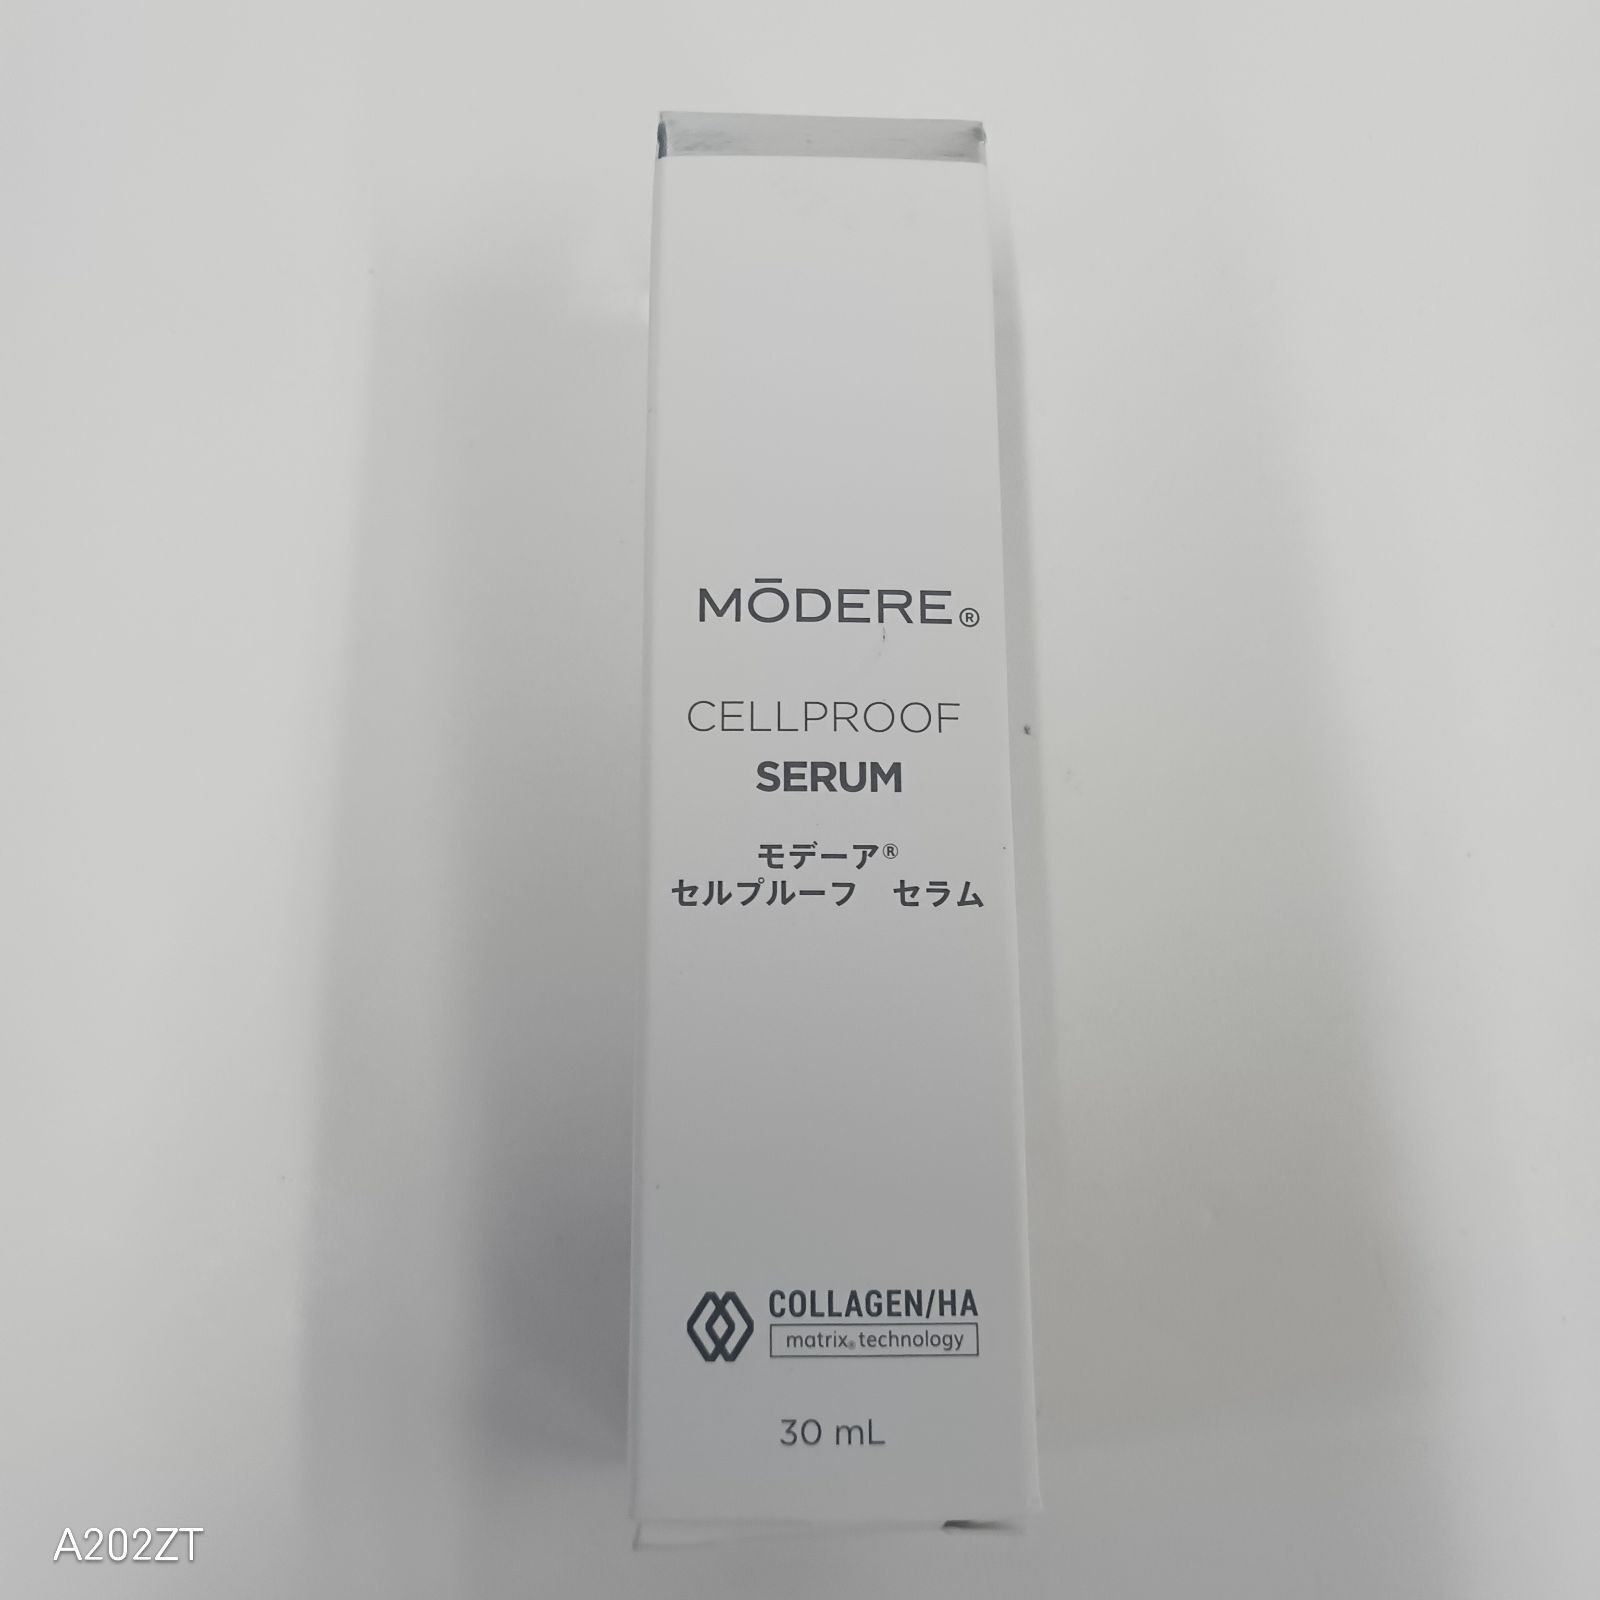 MŌDERE®
CELLPROOF
SERUM
モデーア®
セルプルーフ　セラム
COLLAGEN/HA
matrix® technology
30 mL
A202ZT